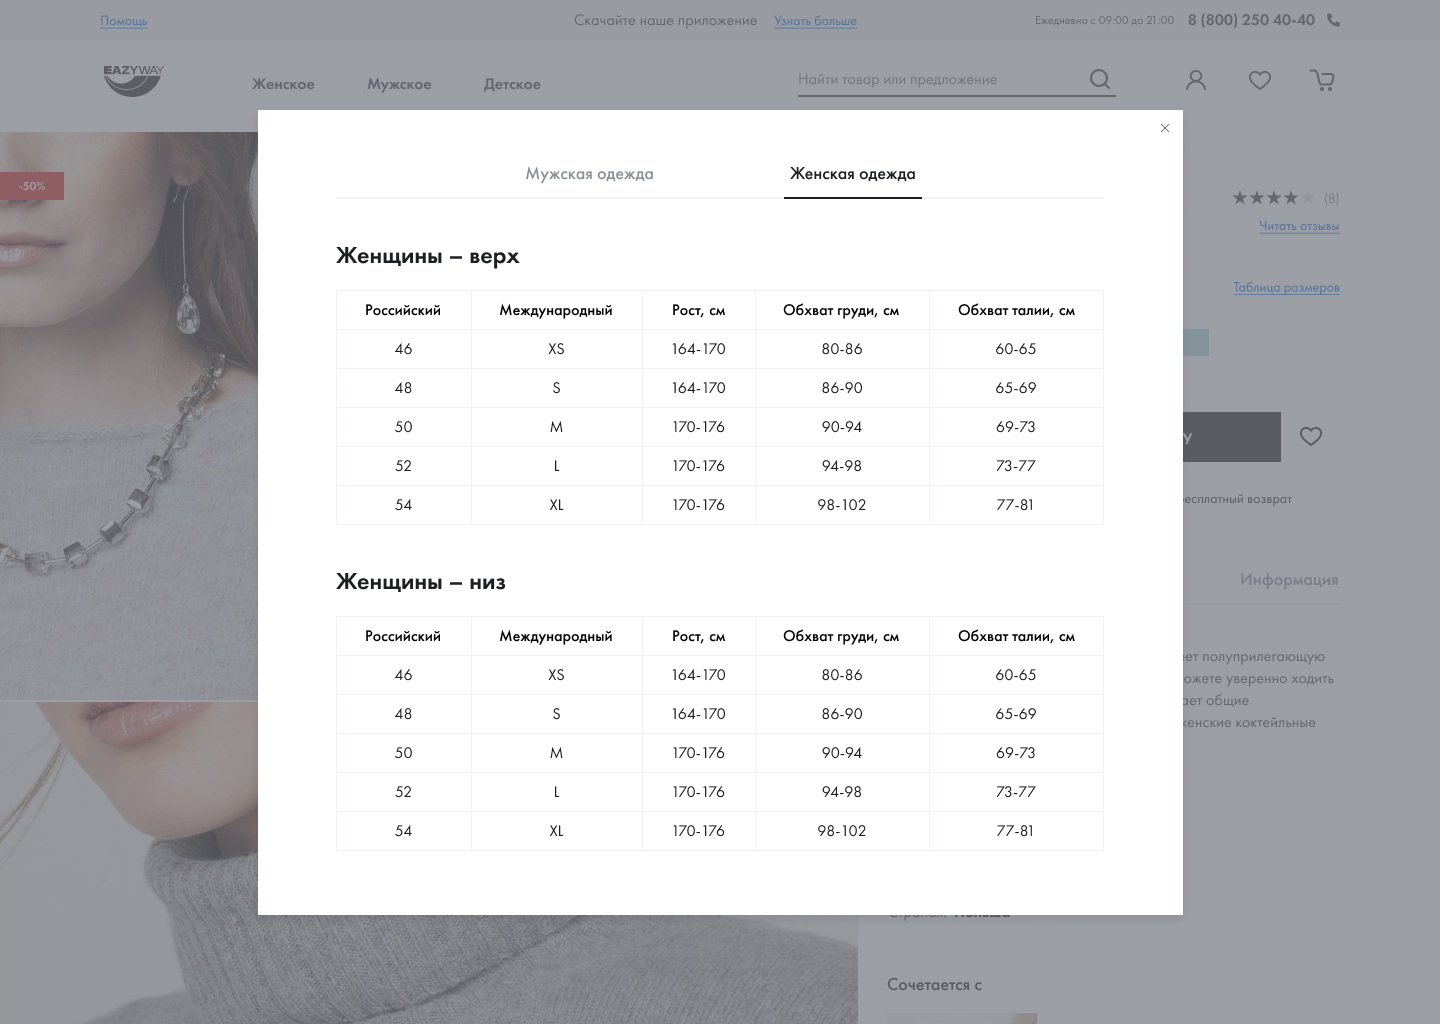 Помощь
Скачайте наше приложение Узнать больше
Ежедневно с 09:00 до 21:00 8 (800) 250 40-40
EAZYWAY
Женское Мужское Детское
Найти товар или предложение
-50%
(8)
Читать отзывы
Таблица размеров
Мужская одежда Женская одежда
Женщины – верх
Российский Международный Рост, см Обхват груди, см Обхват талии, см
46 XS 164-170 80-86 60-65
48 S 164-170 86-90 65-69
50 M 170-176 90-94 69-73
52 L 170-176 94-98 73-77
54 XL 170-176 98-102 77-81
Женщины – низ
Российский Международный Рост, см Обхват груди, см Обхват талии, см
46 XS 164-170 80-86 60-65
48 S 164-170 86-90 65-69
50 M 170-176 90-94 69-73
52 L 170-176 94-98 73-77
54 XL 170-176 98-102 77-81
возврат
Информация
полуприлегающую
уверенно ходить
общие
коктейльные
Сочетается с